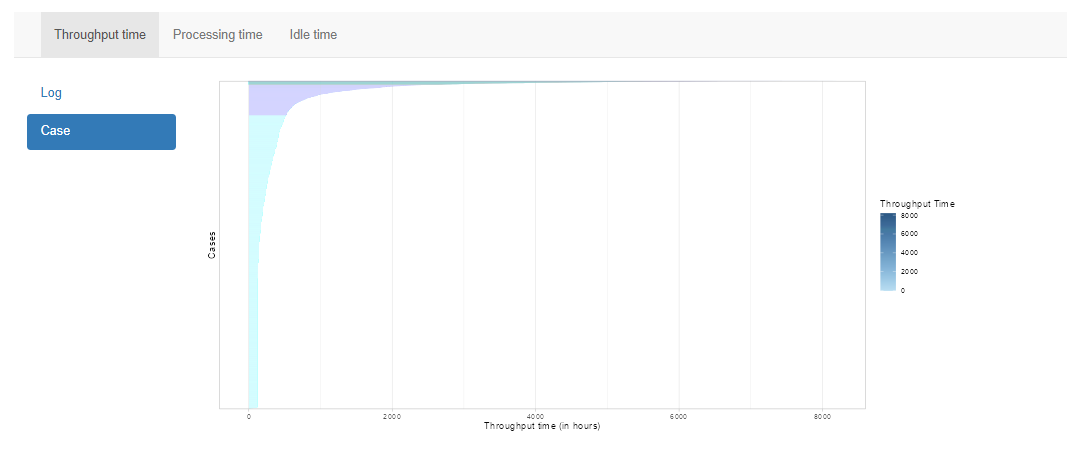 Throughput time Processing time Idle time
Log
Case
Cases
0 2000 4000 6000 8000
Throughput time (in hours)
Throughput Time
8000
6000
4000
2000
0